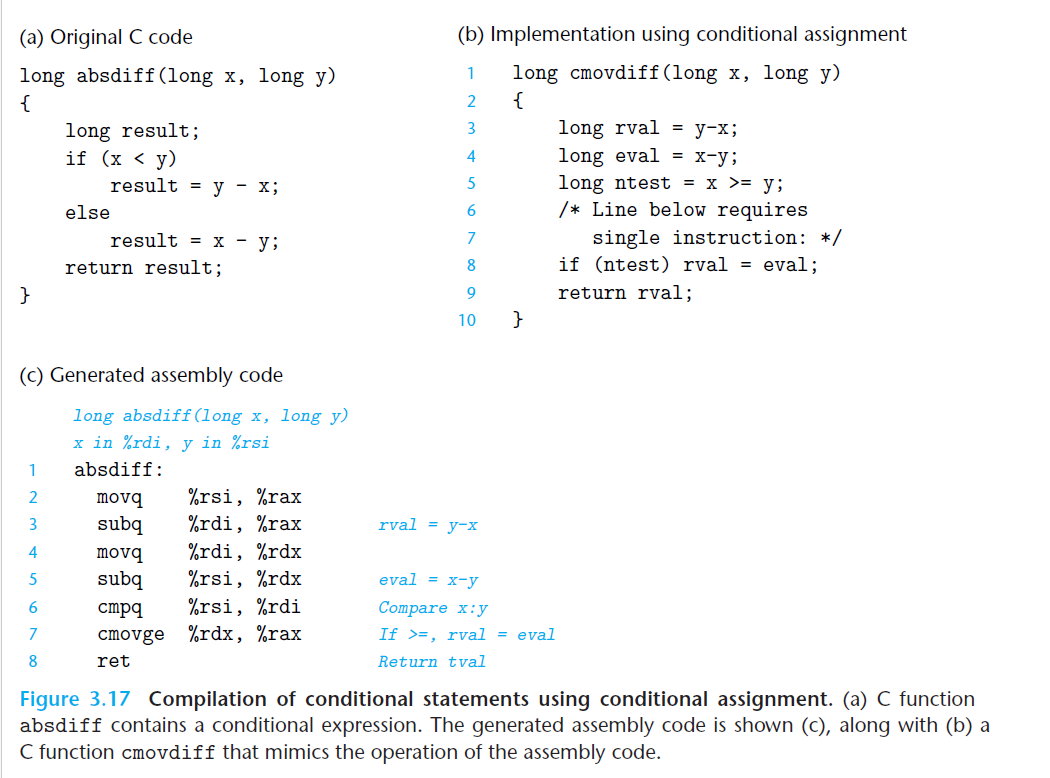 (a) Original C code
long absdiff(long x, long y)
{
    long result;
    if (x < y)
        result = y - x;
    else
        result = x - y;
    return result;
}
(b) Implementation using conditional assignment
1    long cmovdiff(long x, long y)
2    {
3        long rval = y-x;
4        long eval = x-y;
5        long ntest = x >= y;
6        /* Line below requires
7           single instruction: */
8        if (ntest) rval = eval;
9        return rval;
10   }
(c) Generated assembly code
long absdiff(long x, long y)
x in %rdi, y in %rsi
1    absdiff:
2      movq    %rsi, %rax
3      subq    %rdi, %rax    rval = y-x
4      movq    %rdi, %rdx
5      subq    %rsi, %rdx    eval = x-y
6      cmpq    %rsi, %rdi    Compare x:y
7      cmovge  %rdx, %rax    If >=, rval = eval
8      ret    Return tval
Figure 3.17 Compilation of conditional statements using conditional assignment. (a) C function
absdiff contains a conditional expression. The generated assembly code is shown (c), along with (b) a
C function cmovdiff that mimics the operation of the assembly code.